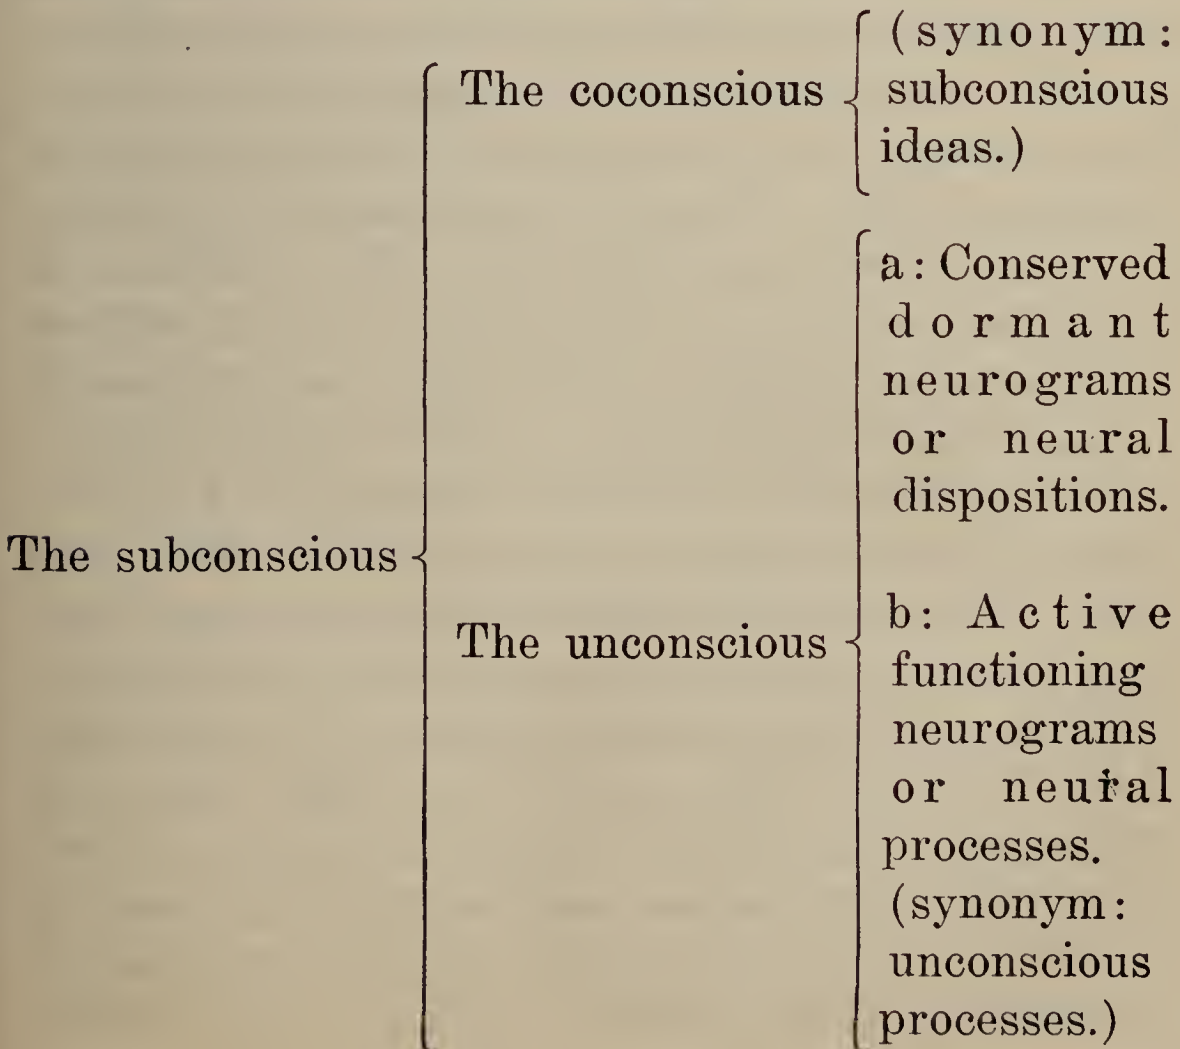 The subconscious
The coconscious
(synonym:
subconscious
ideas.)
The unconscious
a: Conserved
dormant
neurograms
or neural
dispositions.
b: Active
functioning
neurograms
or neural
processes.
(synonym:
unconscious
processes.)